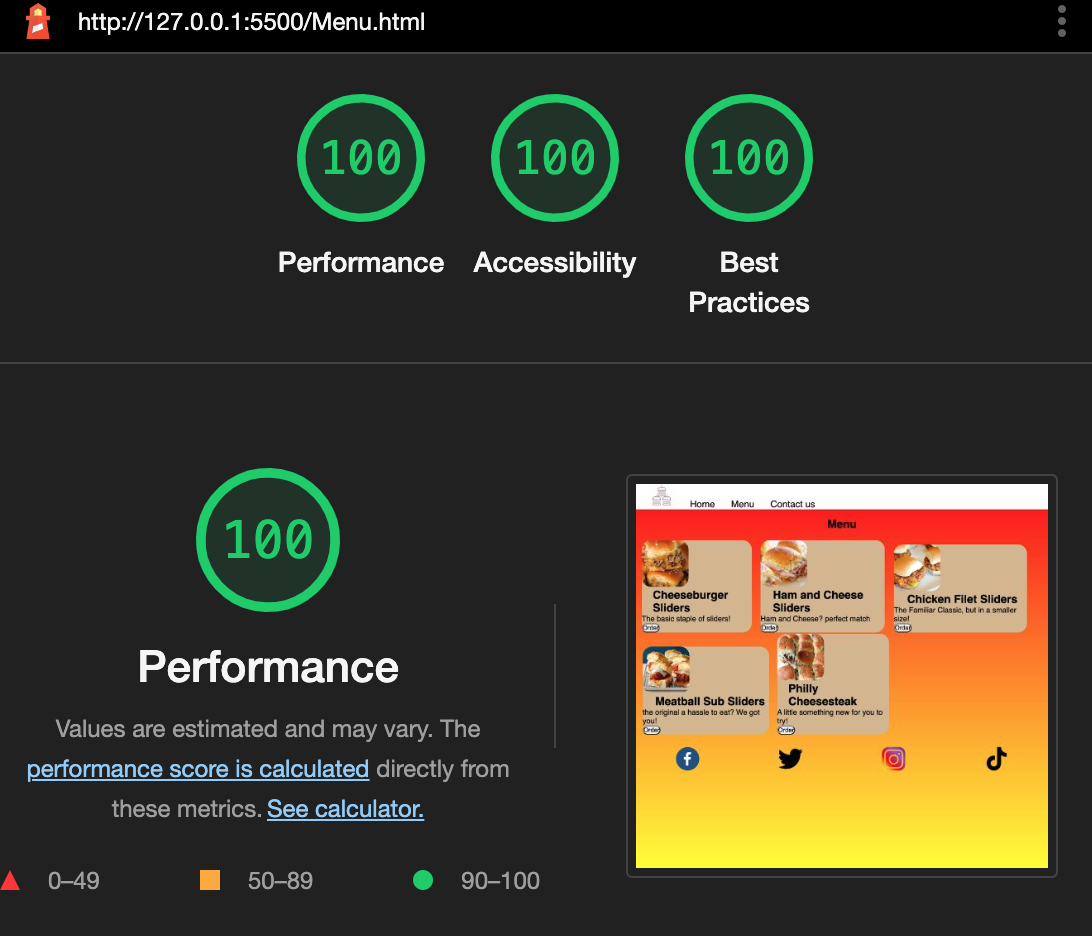 http://127.0.0.1:5500/Menu.html
100
100
100
Performance
Accessibility
Best
Practices
100
Performance
Values are estimated and may vary. The
performance score is calculated directly from
these metrics. See calculator.
0–49
50–89
90–100
Home
Menu
Contact us
Menu
Cheeseburger
Sliders
The basic staple of sliders!
Order
Ham and Cheese
Sliders
Ham and Cheese? perfect match
Order
Chicken Filet Sliders
The Familiar Classic, but in a smaller
size!
Order
Meatball Sub Sliders
the original a hassle to eat? We got
you!
Order
Philly
Cheesesteak
A little something new for you to
try!
Order